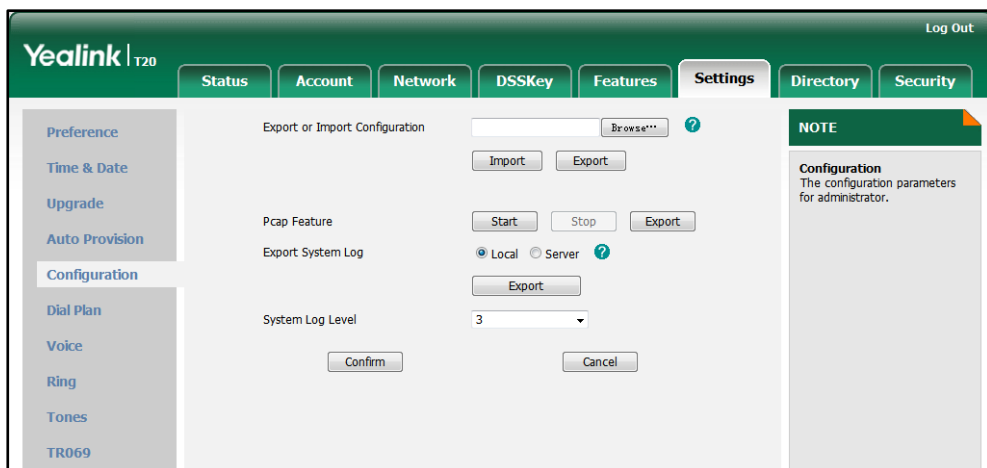 Log Out
Yealink | T20
Status Account Network DSSKey Features Settings Directory Security
Preference
Time & Date
Upgrade
Auto Provision
Configuration
Dial Plan
Voice
Ring
Tones
TR069
Export or Import Configuration Browse... ?
Import Export
Pcap Feature Start Stop Export
Export System Log Local Server ?
Export
System Log Level 3
Confirm Cancel
NOTE
Configuration
The configuration parameters
for administrator.